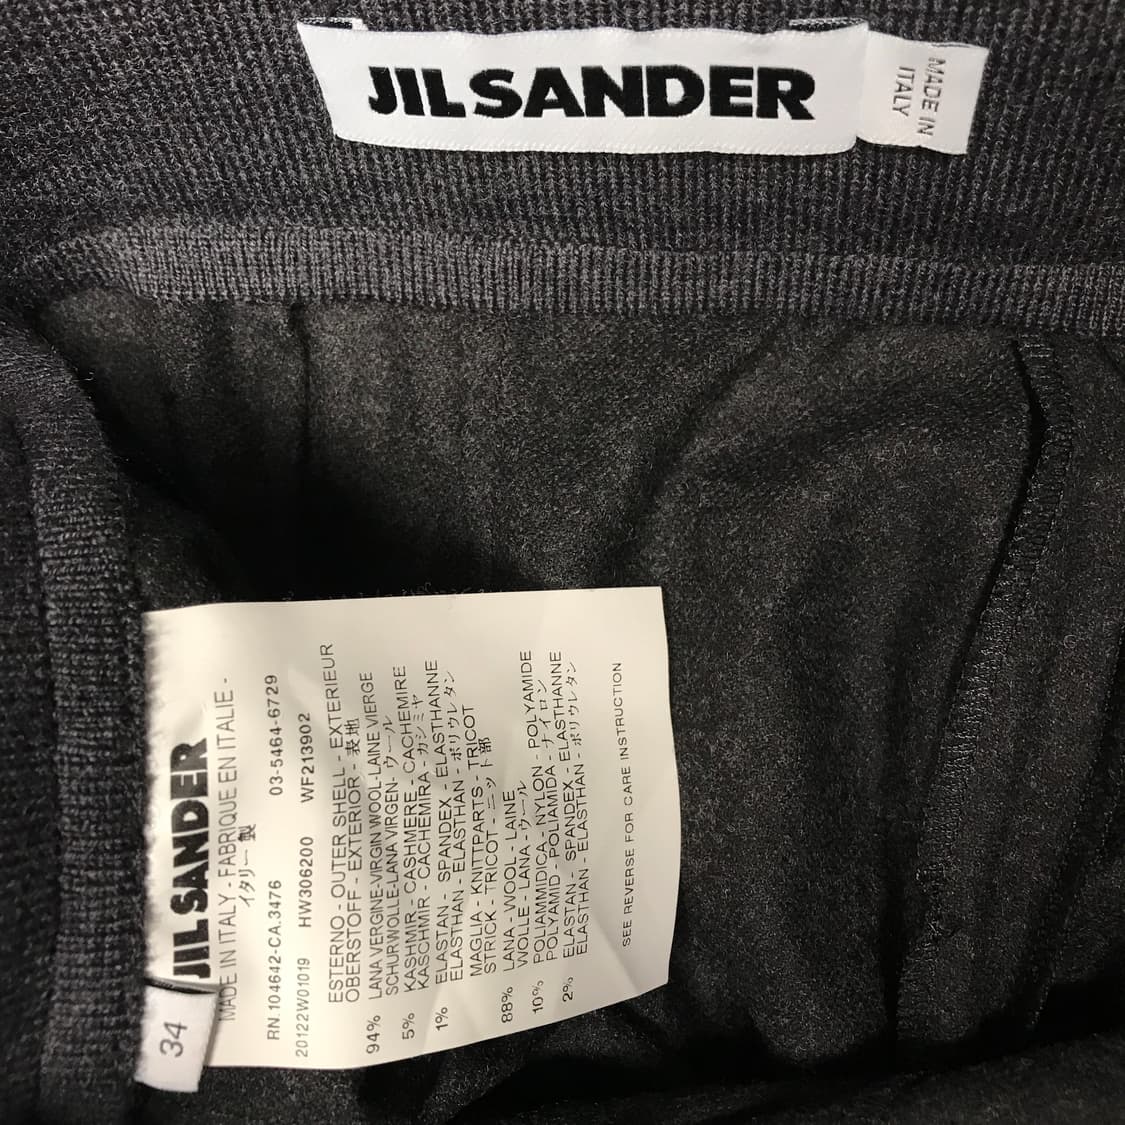 JIL SANDER
MADE IN
ITALY
34
JIL SANDER
MADE IN ITALY - FABRIQUE EN ITALIE -
イタリー製
RN.104642-CA.3476 03-5464-6729
20122W01019 HW306200 WF213902
ESTERNO - OUTER SHELL - EXTERIEUR
OBERSTOFF - EXTERIOR - 表地
94% LANA VERGINE-VIRGIN WOOL-LAINE VIERGE
SCHURWOLLE-LANA VIRGEN- ウール
5% KASHMIR - CASHMERE - CACHEMIRE
KASCHMIR - CACHEMIRA - カシミヤ
1% ELASTAN - SPANDEX - ELASTHANNE
ELASTHAN - ELASTHAN - ポリウレタン
MAGLIA - KNITTPARTS - TRICOT
STRICK - TRICOT - ニット部
88% LANA - WOOL - LAINE
WOLLE - LANA - ウール
10% POLIAMMIDICA - NYLON - POLYAMIDE
POLYAMID - POLIAMIDA - ナイロン
2% ELASTAN - SPANDEX - ELASTHANNE
ELASTHAN - ELASTHAN - ポリウレタン
SEE REVERSE FOR CARE INSTRUCTION